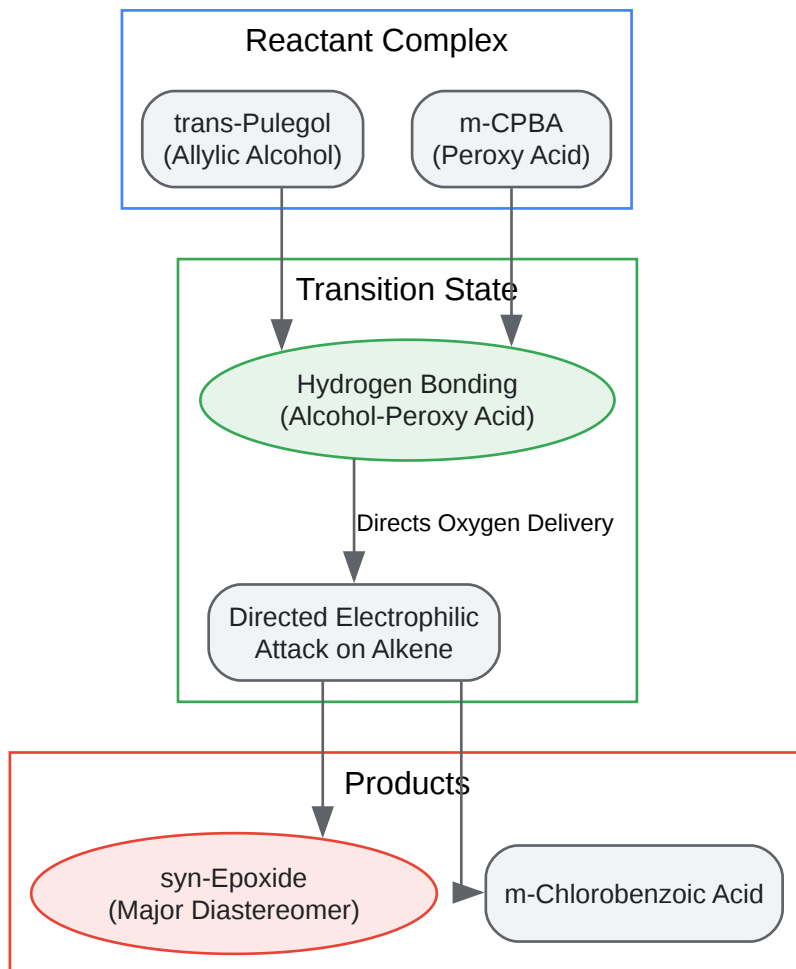 Reactant Complex
trans-Pulegol
(Allylic Alcohol)
m-CPBA
(Peroxy Acid)
Transition State
Hydrogen Bonding
(Alcohol-Peroxy Acid)
Directs Oxygen Delivery
Directed Electrophilic
Attack on Alkene
Products
syn-Epoxide
(Major Diastereomer)
m-Chlorobenzoic Acid